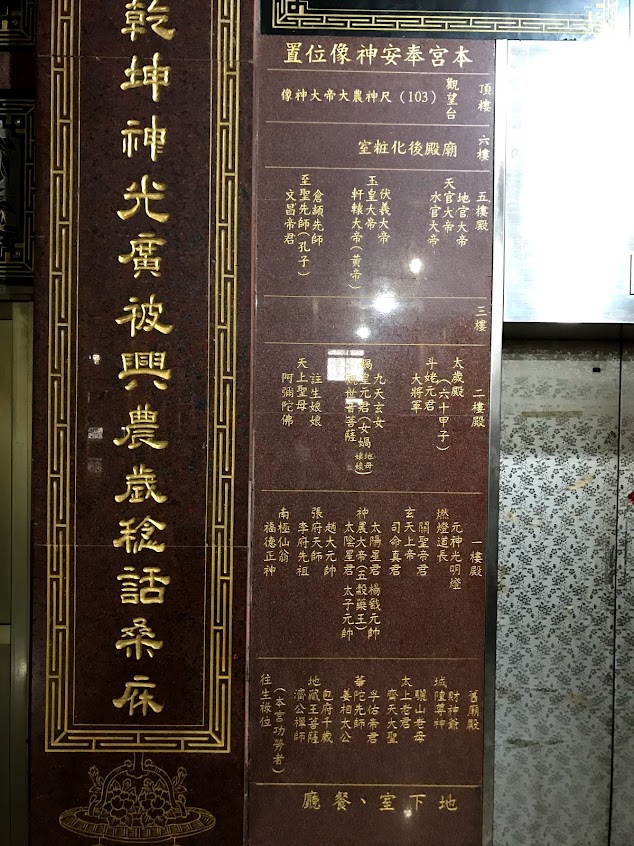 本宮奉安神像位置
頂樓
觀望台
（103）尺神農大帝大神像
六樓
廟殿後化粧室
五樓殿
地官大帝
天官大帝
水官大帝
伏義大帝
玉皇大帝
軒轅大帝(黃帝)
倉頡先師
至聖先師(孔子)
文昌帝君
三樓
二樓殿
太歲殿
(六十甲子)
斗姥元君
大將軍
九天玄女
媧皇元君(女媧 地母娘娘)
觀世音菩薩
註生娘娘
天上聖母
阿彌陀佛
一樓殿
元神光明燈
燃燈道長
關聖帝君
玄天上帝
司命真君
太陽星君 楊戩元帥
神農大帝(五穀藥王)
太陰星君 太子元帥
趙大元帥
張府天師
李府先祖
南極仙翁
福德正神
舊廟殿
財神爺
城隍尊神
驪山老母
太上老君
齊天大聖
孚佑帝君
華陀先師
姜相太公
包府千歲
地藏王菩薩
濟公禪師
(本宮功勞者)
往生祿位
地下室、餐廳
乾坤神光廣被興農歲稔話桑麻